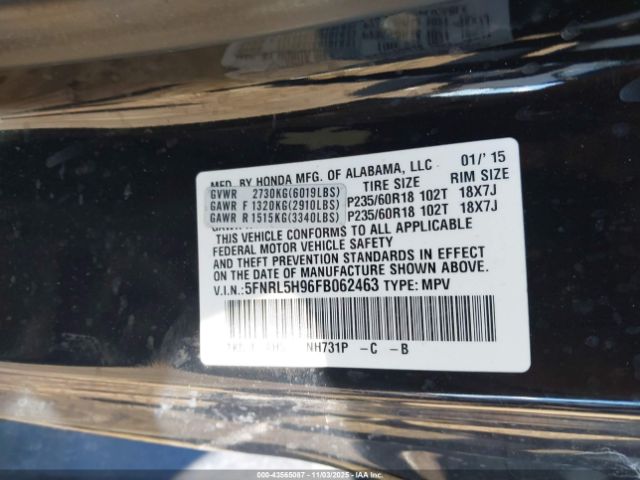 MFD. BY HONDA MFG. OF ALABAMA, LLC 01/'15
TIRE SIZE RIM SIZE
GVWR 2730KG(6019LBS)
GAWR F 1320KG(2910LBS) P235/60R18 102T 18X7J
GAWR R 1515KG(3340LBS) P235/60R18 102T 18X7J
THIS VEHICLE CONFORMS TO ALL APPLICABLE
FEDERAL MOTOR VEHICLE SAFETY
AND THEFT PREVENTION STANDARDS IN EFFECT
ON THE DATE OF MANUFACTURE SHOWN ABOVE.
V.I.N.: 5FNRL5H96FB062463 TYPE: MPV
NH731P -C -B
000-43565087 - 11/03/2025 - IAAI.COM